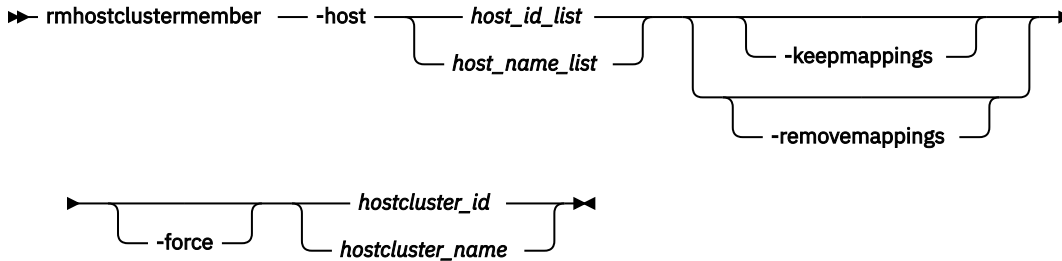 rmhostclustermember -host host_id_list
host_name_list
-keepmappings
-removemappings
hostcluster_id
-force
hostcluster_name